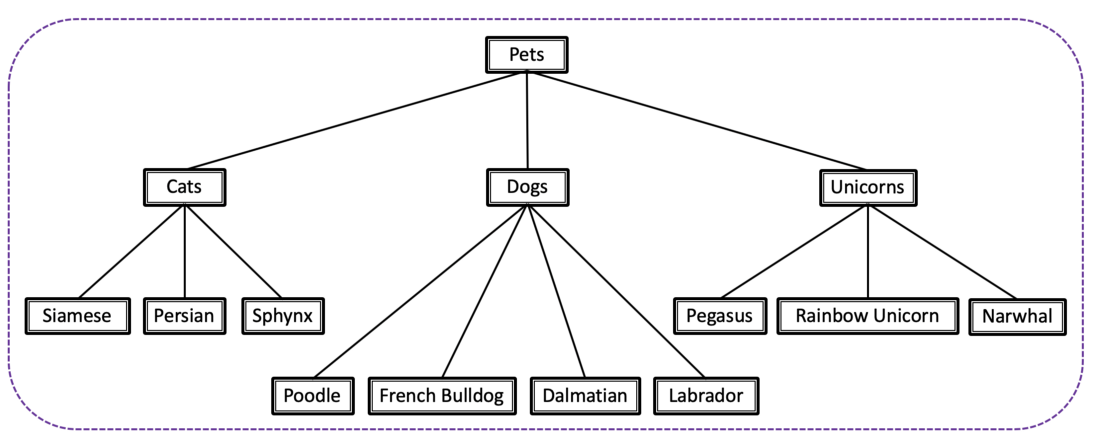 Pets
Cats
Dogs
Unicorns
Siamese
Persian
Sphynx
Pegasus
Rainbow Unicorn
Narwhal
Poodle
French Bulldog
Dalmatian
Labrador